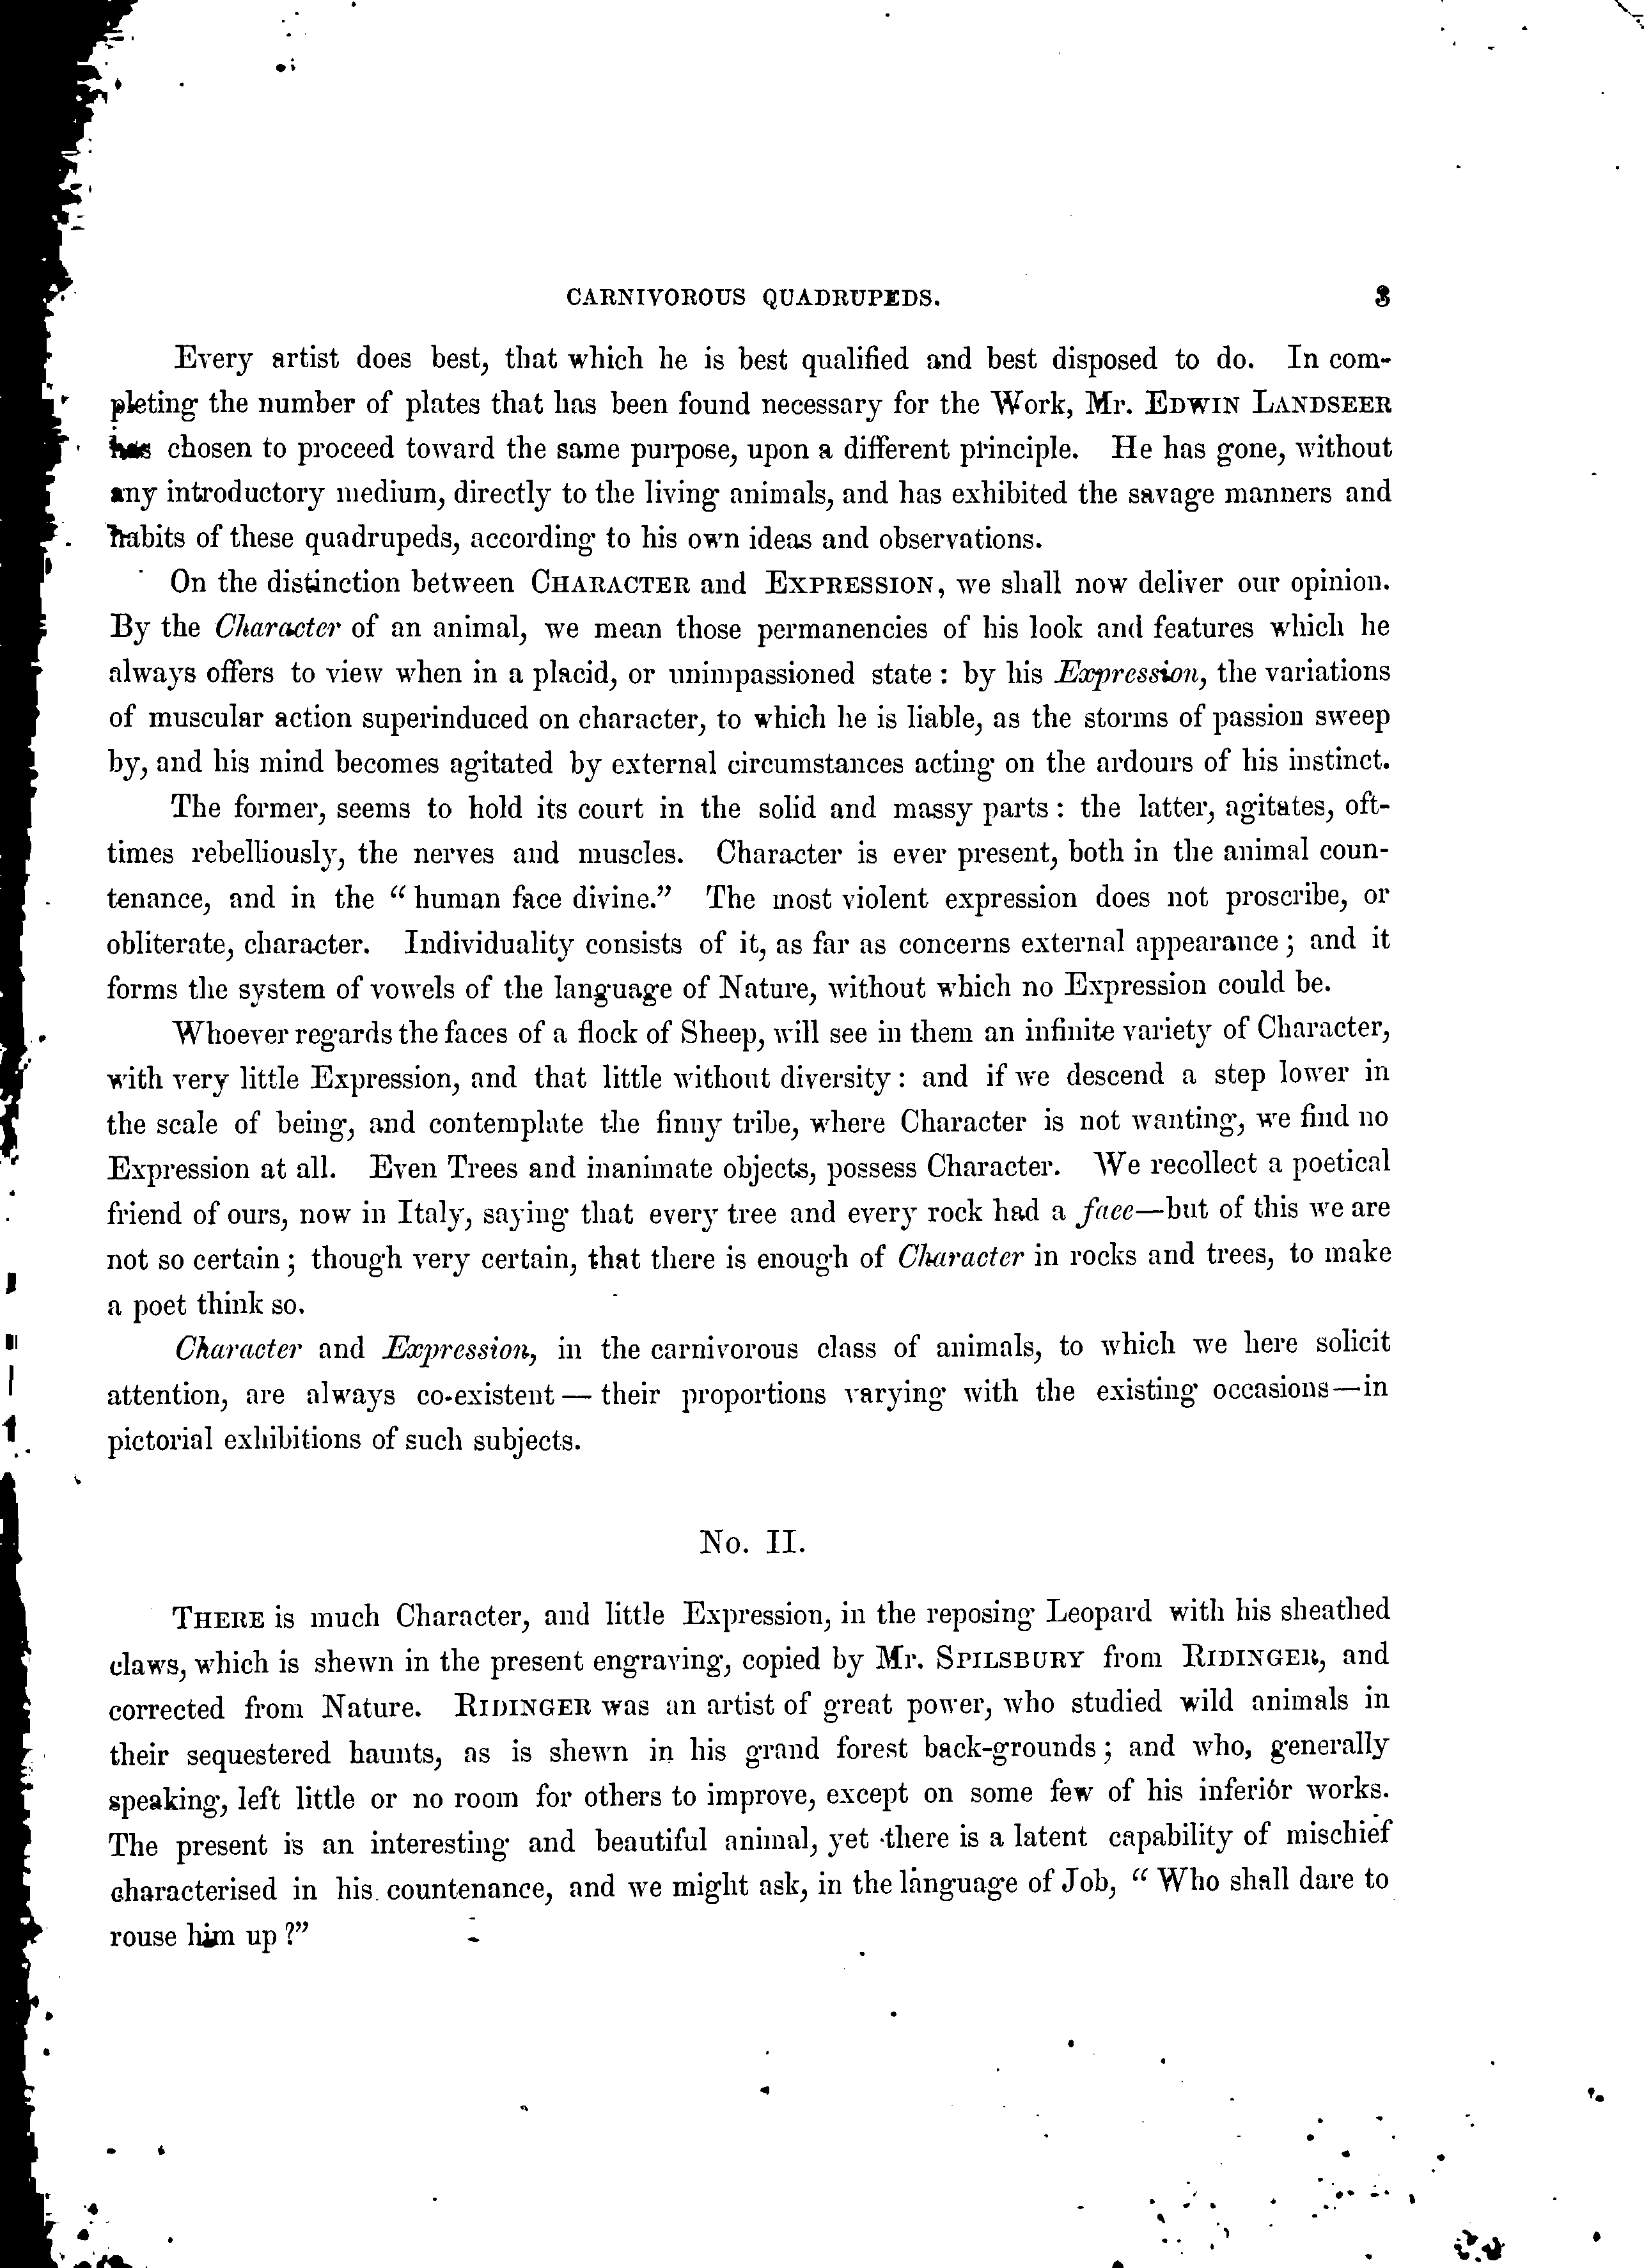 CARNIVOROUS QUADRUPEDS. 3
Every artist does best, that which he is best qualified and best disposed to do. In com-
pleting the number of plates that has been found necessary for the Work, Mr. EDWIN LANDSEER
has chosen to proceed toward the same purpose, upon a different principle. He has gone, without
any introductory medium, directly to the living animals, and has exhibited the savage manners and
habits of these quadrupeds, according to his own ideas and observations.
On the distinction between CHARACTER and EXPRESSION, we shall now deliver our opinion.
By the Character of an animal, we mean those permanencies of his look and features which he
always offers to view when in a placid, or unimpassioned state : by his Expression, the variations
of muscular action superinduced on character, to which he is liable, as the storms of passion sweep
by, and his mind becomes agitated by external circumstances acting on the ardours of his instinct.
The former, seems to hold its court in the solid and massy parts : the latter, agitates, oft-
times rebelliously, the nerves and muscles. Character is ever present, both in the animal coun-
tenance, and in the “ human face divine.” The most violent expression does not proscribe, or
obliterate, character. Individuality consists of it, as far as concerns external appearance ; and it
forms the system of vowels of the language of Nature, without which no Expression could be.
Whoever regards the faces of a flock of Sheep, will see in them an infinite variety of Character,
with very little Expression, and that little without diversity : and if we descend a step lower in
the scale of being, and contemplate the finny tribe, where Character is not wanting, we find no
Expression at all. Even Trees and inanimate objects, possess Character. We recollect a poetical
friend of ours, now in Italy, saying that every tree and every rock had a face—but of this we are
not so certain ; though very certain, that there is enough of Character in rocks and trees, to make
a poet think so.
Character and Expression, in the carnivorous class of animals, to which we here solicit
attention, are always co-existent — their proportions varying with the existing occasions—in
pictorial exhibitions of such subjects.
No. II.
THERE is much Character, and little Expression, in the reposing Leopard with his sheathed
claws, which is shewn in the present engraving, copied by Mr. SPILSBURY from RIDINGER, and
corrected from Nature. RIDINGER was an artist of great power, who studied wild animals in
their sequestered haunts, as is shewn in his grand forest back-grounds ; and who, generally
speaking, left little or no room for others to improve, except on some few of his inferior works.
The present is an interesting and beautiful animal, yet there is a latent capability of mischief
characterised in his countenance, and we might ask, in the language of Job, “ Who shall dare to
rouse him up ?”